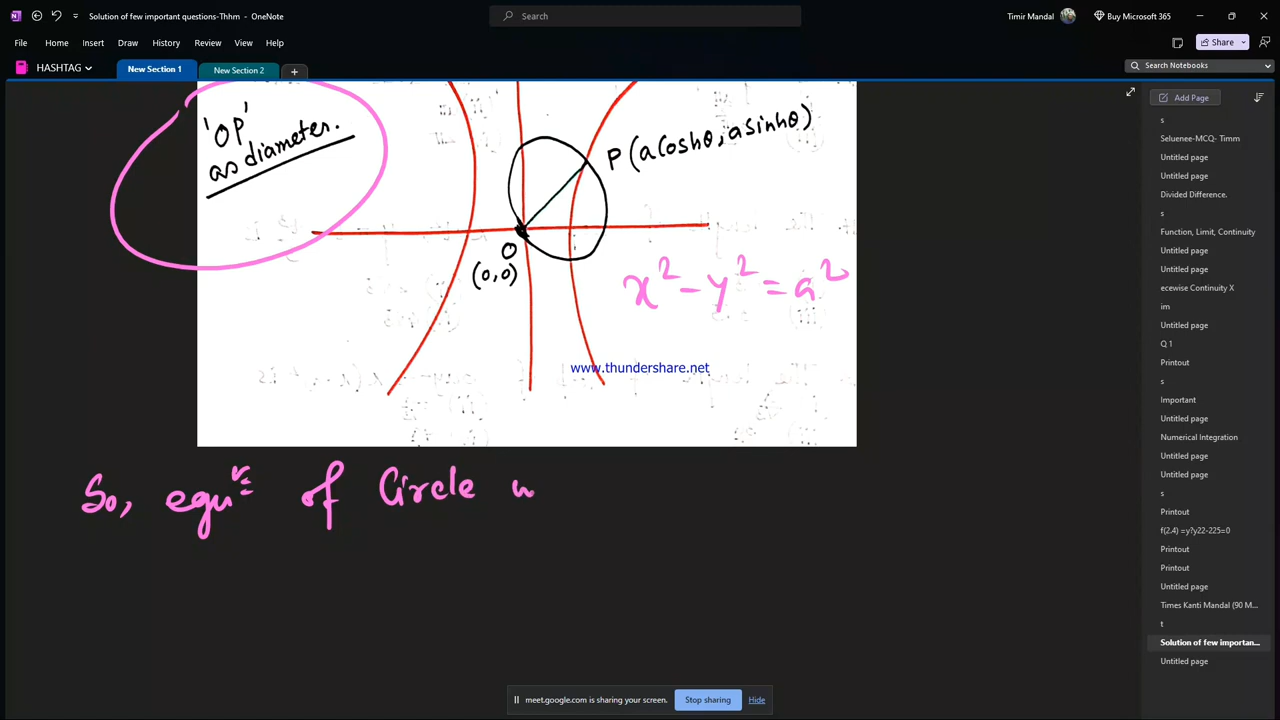 Solution of few important questions-Thhm - OneNote
Search
Timir Mandal
Buy Microsoft 365
File Home Insert Draw History Review View Help
Share
HASHTAG
New Section 1
New Section 2
Search Notebooks
Add Page
'OP'
as diameter.
P (a coshθ, a sinhθ)
O
(0,0)
x² - y² = a²
www.thundershare.net
So, equⁿ of Circle w
s
Seluenee-MCQ- Timm
Untitled page
Untitled page
Divided Difference.
s
Function, Limit, Continuity
Untitled page
Untitled page
ecewise Continuity X
im
Untitled page
Q 1
Printout
s
Important
Untitled page
Numerical Integration
Untitled page
Untitled page
s
Printout
f(2.4) =y?y22-225=0
Printout
Printout
Untitled page
Times Kanti Mandal (90 M...
t
Solution of few importan...
Untitled page
meet.google.com is sharing your screen.
Stop sharing
Hide